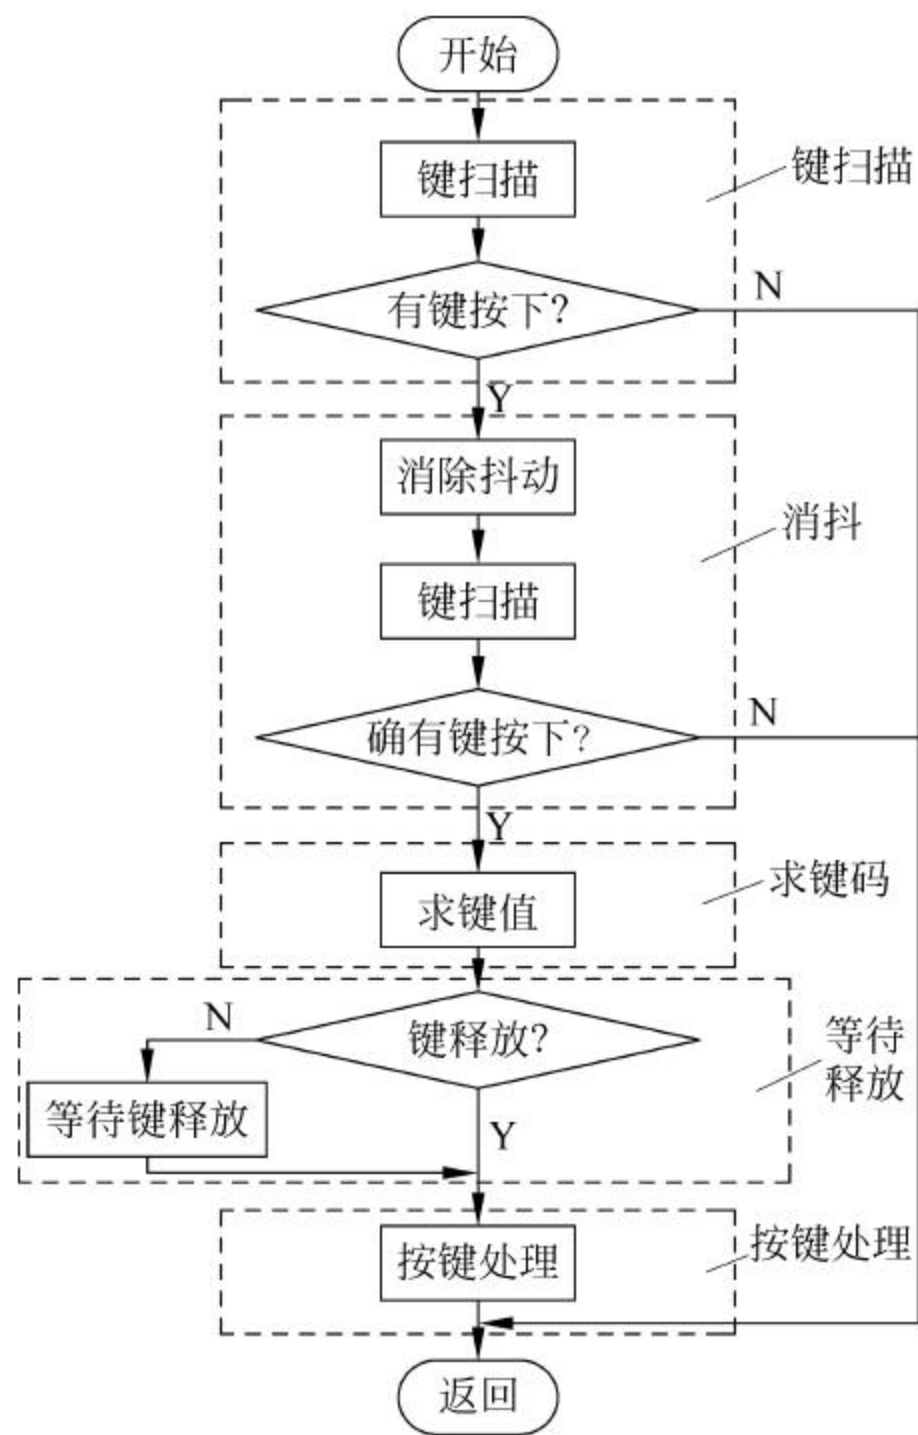 开始
键扫描
键扫描
有键按下?
N
Y
消除抖动
消抖
键扫描
确有键按下?
N
Y
求键码
求键值
N
键释放?
等待
释放
等待键释放
Y
按键处理
按键处理
返回